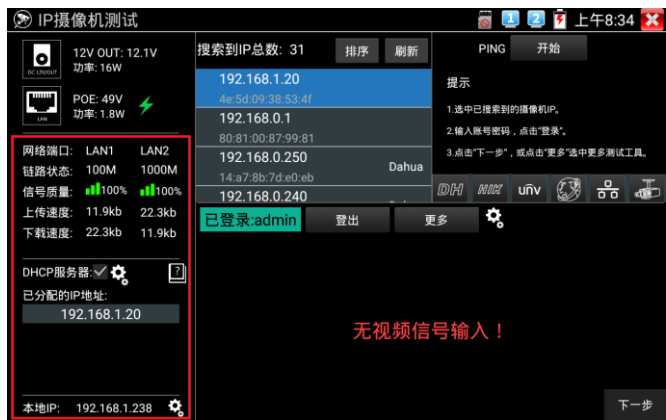 IP摄像机测试
1
2
上午8:34
12V OUT: 12.1V
功率: 16W
DC IN/OUT
POE: 49V
功率: 1.8W
LAN
网络端口: LAN1 LAN2
链路状态: 100M 1000M
信号质量: 100% 100%
上传速度: 11.9kb 22.3kb
下载速度: 22.3kb 11.9kb
DHCP服务器:
?
已分配的IP地址:
192.168.1.20
本地IP: 192.168.1.238
搜索到IP总数: 31 排序 刷新
192.168.1.20
4e:5d:09:38:53:4f
192.168.0.1
80:81:00:87:99:81
192.168.0.250
Dahua
14:a7:8b:7d:e0:eb
192.168.0.240
PING 开始
提示
1.选中已搜索到的摄像机IP。
2.输入账号密码，点击“登录”。
3.点击“下一步”，或点击“更多”选中更多测试工具。
DH HIK unv
已登录:admin 登出 更多
无视频信号输入！
下一步